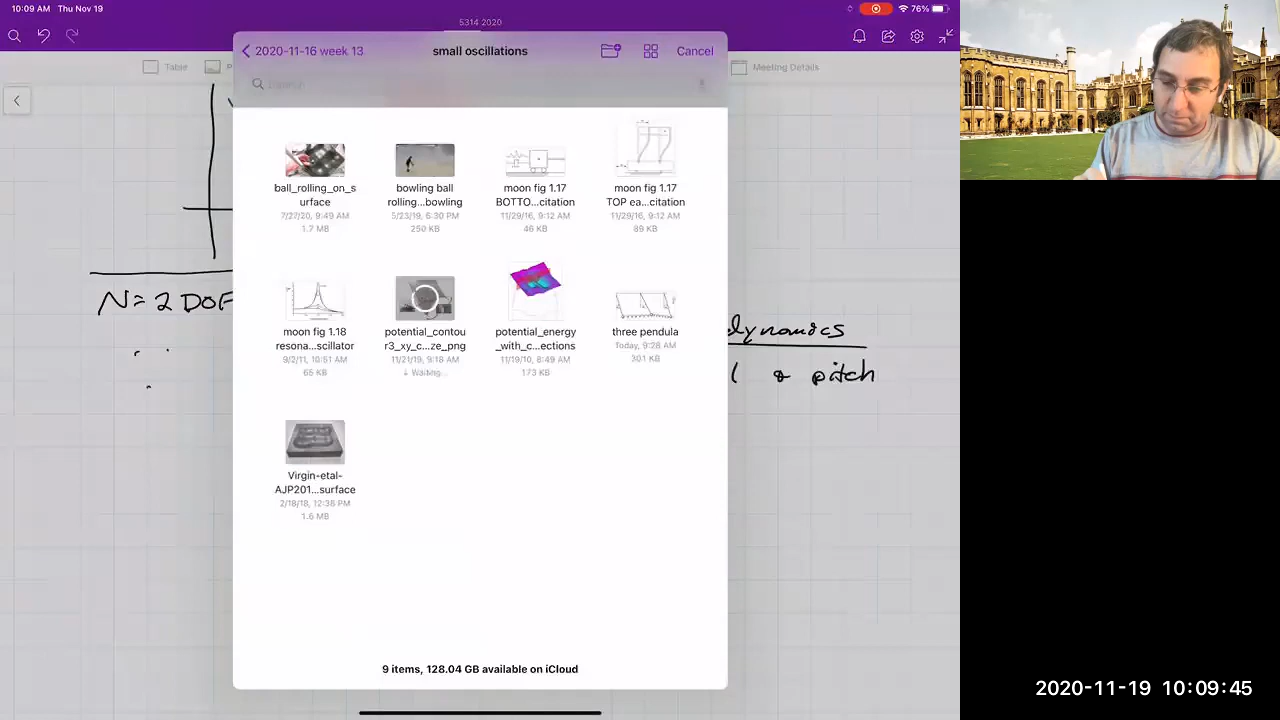 10:09 AM Thu Nov 19
76%
5314 2020
2020-11-16 week 13
small oscillations
Cancel
Table
Meeting Details
ball_rolling_on_s
urface
7/27/20, 9:49 AM
1.7 MB
bowling ball
rolling...bowling
5/23/19, 6:30 PM
250 KB
moon fig 1.17
BOTTO...citation
11/29/16, 9:12 AM
46 KB
moon fig 1.17
TOP ea...citation
11/29/16, 9:12 AM
89 KB
moon fig 1.18
resona...scillator
9/2/11, 10:51 AM
65 KB
potential_contou
r3_xy_c...ze_png
11/21/19, 9:18 AM
↓ Waiting...
potential_energy
_with_c...ections
11/19/10, 8:49 AM
173 KB
three pendula
Today, 9:28 AM
301 KB
Virgin-etal-
AJP201...surface
2/18/18, 12:38 PM
1.6 MB
9 items, 128.04 GB available on iCloud
N = 2 DOF
dynamics
& pitch
2020-11-19 10:09:45